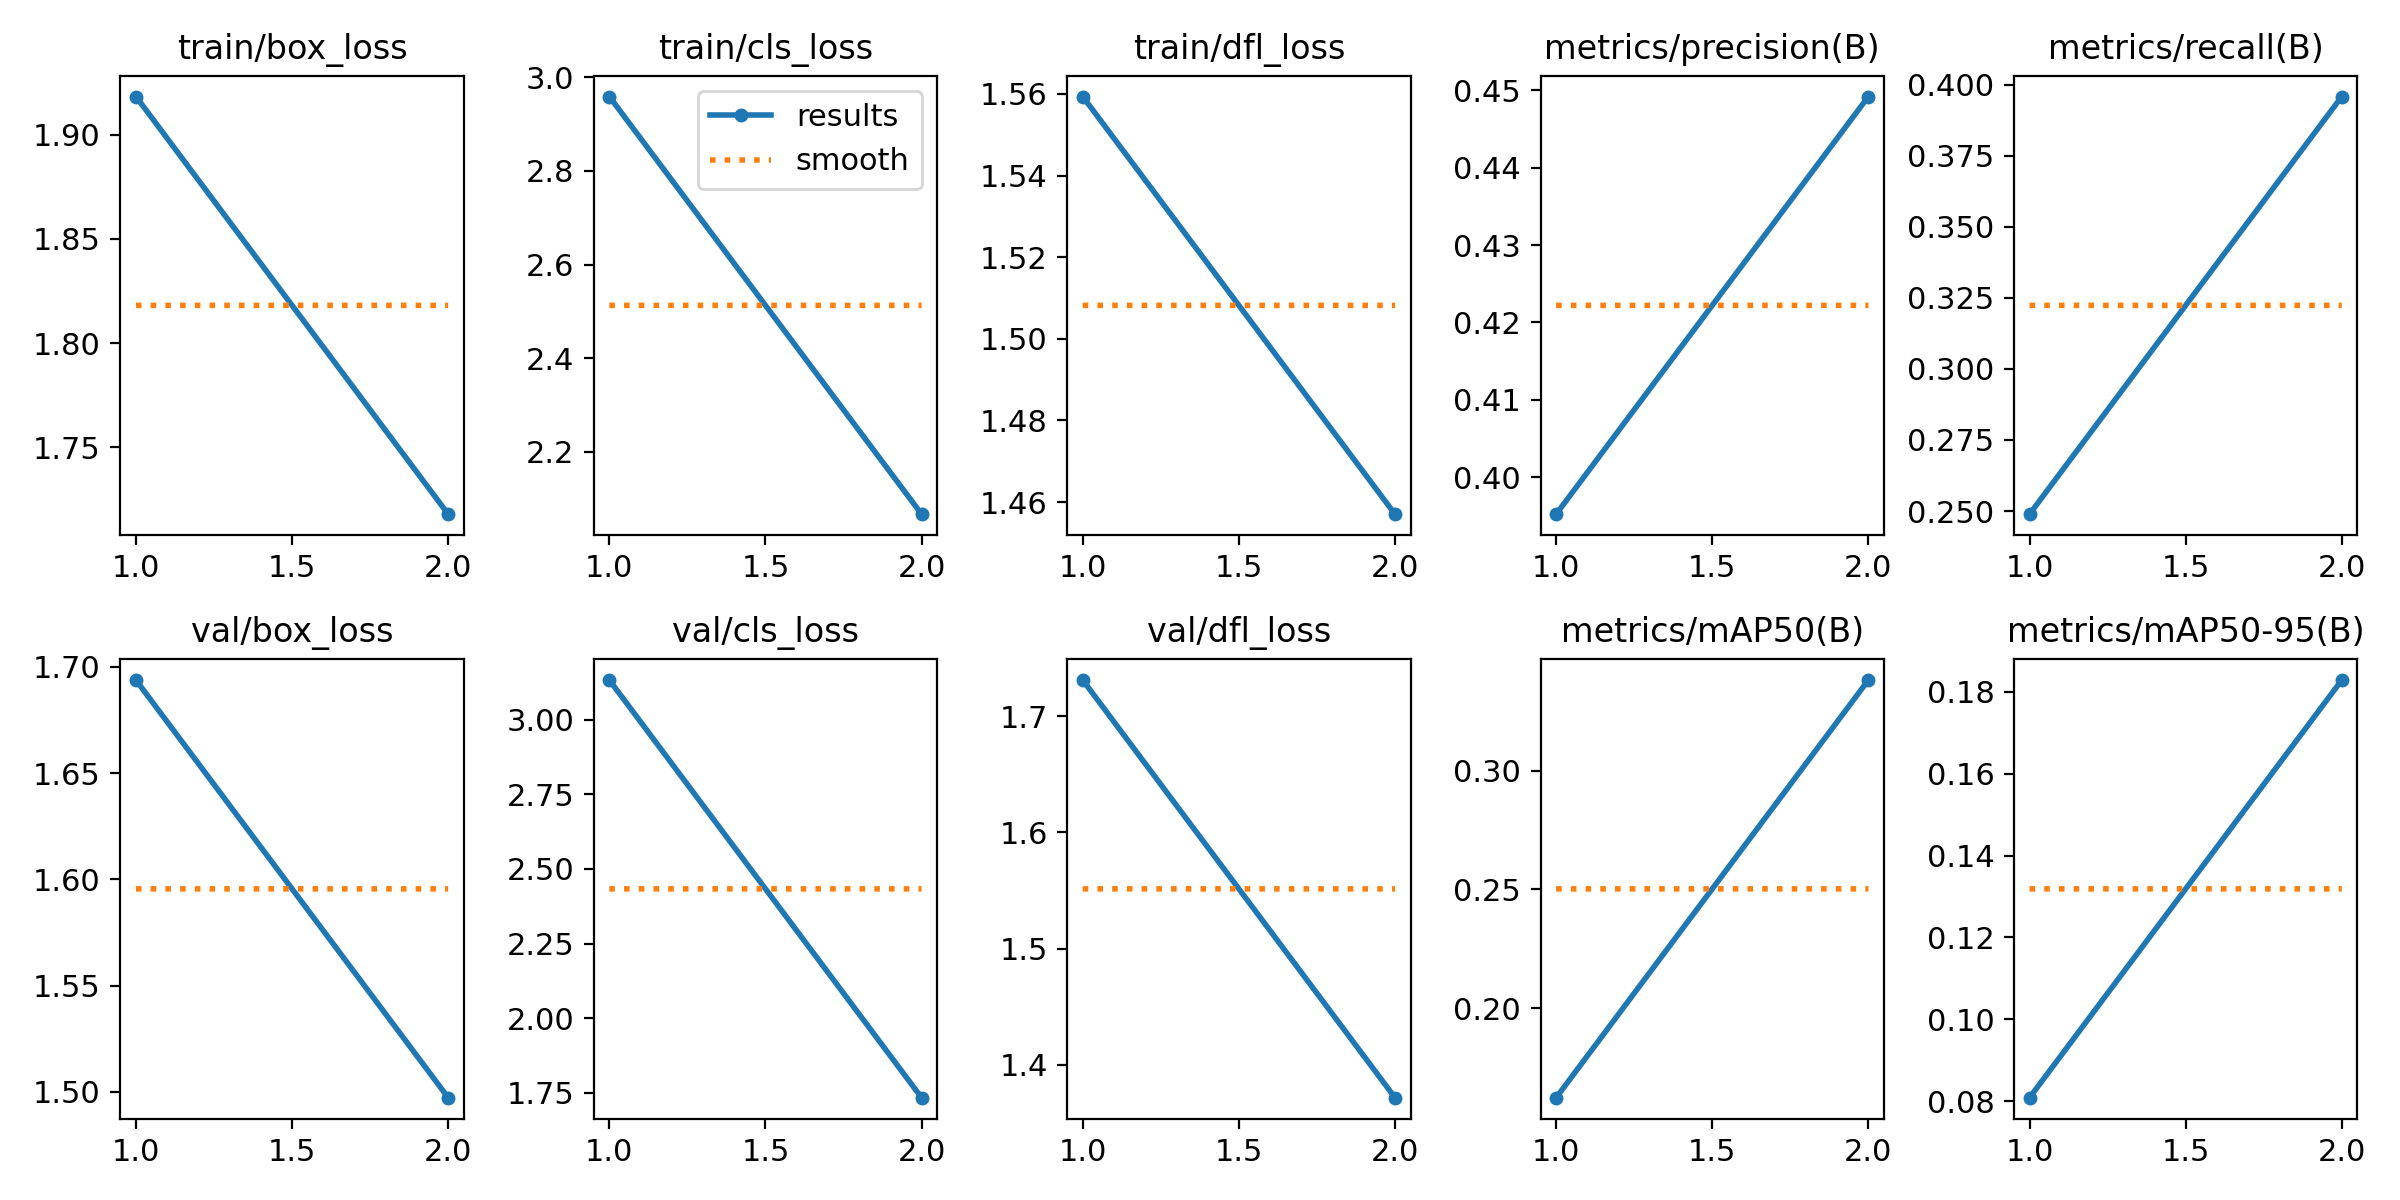 train/box_loss
1.90
1.85
1.80
1.75
1.0 1.5 2.0
train/cls_loss
3.0
2.8
2.6
2.4
2.2
results
smooth
1.0 1.5 2.0
train/dfl_loss
1.56
1.54
1.52
1.50
1.48
1.46
1.0 1.5 2.0
metrics/precision(B)
0.45
0.44
0.43
0.42
0.41
0.40
1.0 1.5 2.0
metrics/recall(B)
0.400
0.375
0.350
0.325
0.300
0.275
0.250
1.0 1.5 2.0
val/box_loss
1.70
1.65
1.60
1.55
1.50
1.0 1.5 2.0
val/cls_loss
3.00
2.75
2.50
2.25
2.00
1.75
1.0 1.5 2.0
val/dfl_loss
1.7
1.6
1.5
1.4
1.0 1.5 2.0
metrics/mAP50(B)
0.30
0.25
0.20
1.0 1.5 2.0
metrics/mAP50-95(B)
0.18
0.16
0.14
0.12
0.10
0.08
1.0 1.5 2.0